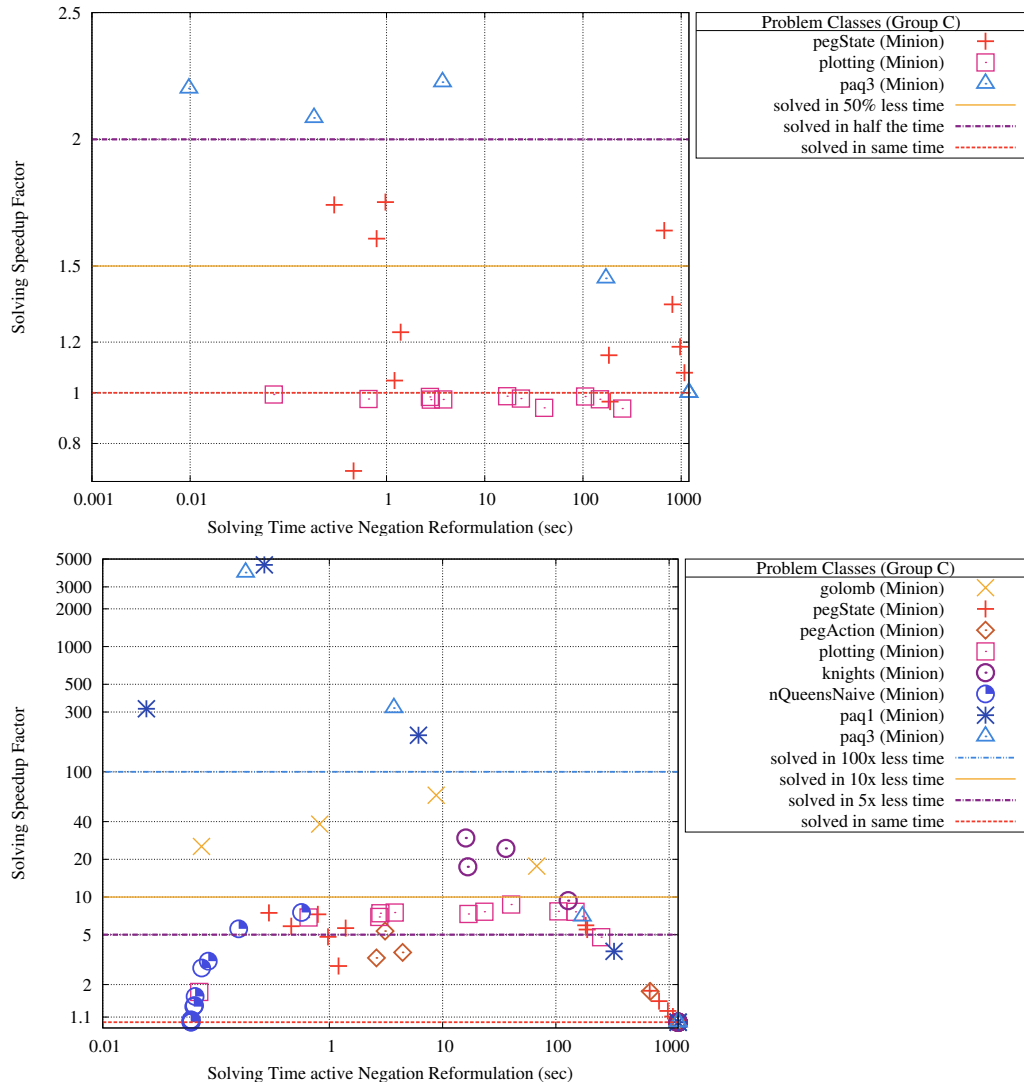 2.5
2
1.5
1.2
1
0.8
0.001
0.01
1
10
100
1000
Solving Speedup Factor
Solving Time active Negation Reformulation (sec)
Problem Classes (Group C)
pegState (Minion)
plotting (Minion)
paq3 (Minion)
solved in 50% less time
solved in half the time
solved in same time
5000
3000
2000
1000
500
300
100
40
20
10
5
2
1.1
0.01
1
10
100
1000
Solving Speedup Factor
Solving Time active Negation Reformulation (sec)
Problem Classes (Group C)
golomb (Minion)
pegState (Minion)
pegAction (Minion)
plotting (Minion)
knights (Minion)
nQueensNaive (Minion)
paq1 (Minion)
paq3 (Minion)
solved in 100x less time
solved in 10x less time
solved in 5x less time
solved in same time